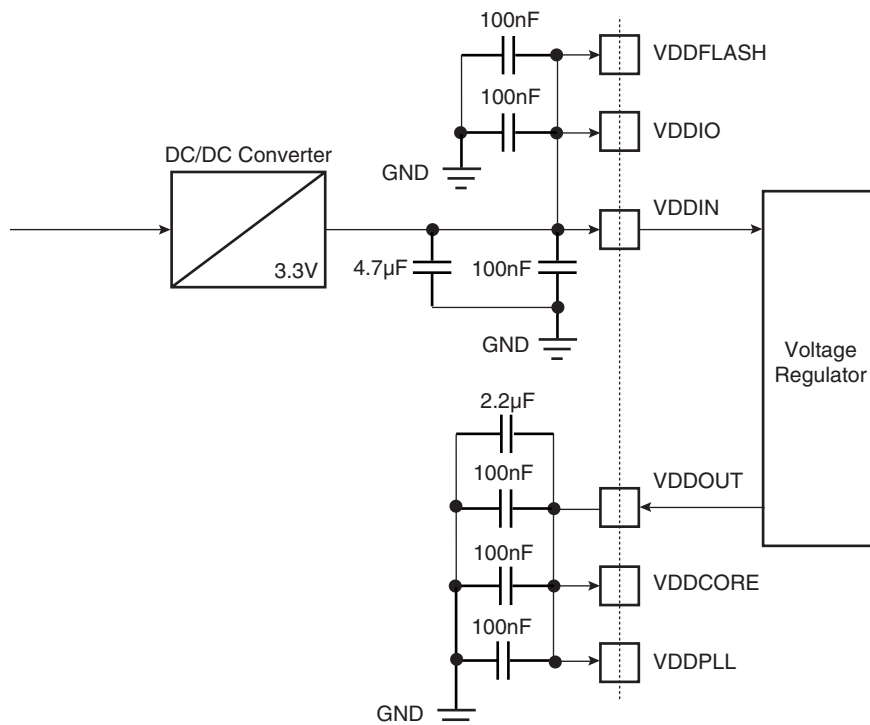 100nF
VDDFLASH
100nF
VDDIO
DC/DC Converter
GND
VDDIN
3.3V
4.7µF
100nF
GND
Voltage
Regulator
2.2µF
100nF
VDDOUT
100nF
VDDCORE
100nF
VDDPLL
GND